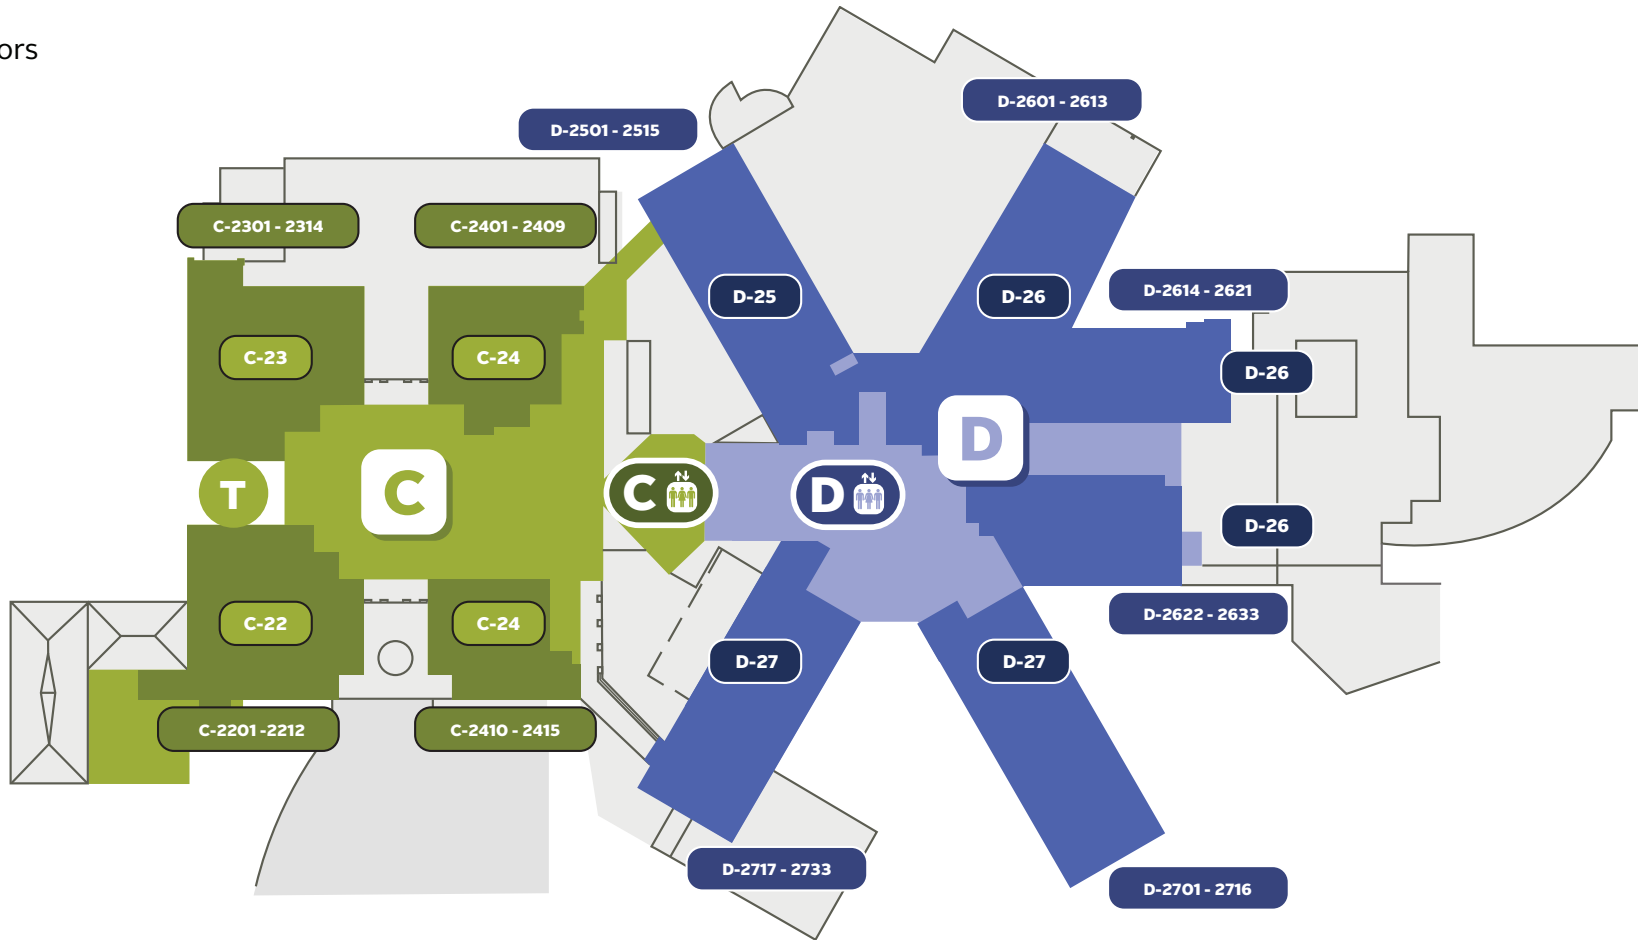 ors
D-2601 - 2613
D-2501 - 2515
C-2301 - 2314
C-2401 - 2409
D-2614 - 2621
D-25
D-26
C-23
C-24
D-26
D
T
C
C
D
D-26
C-22
C-24
D-2622 - 2633
D-27
D-27
C-2201 -2212
C-2410 - 2415
D-2717 - 2733
D-2701 - 2716